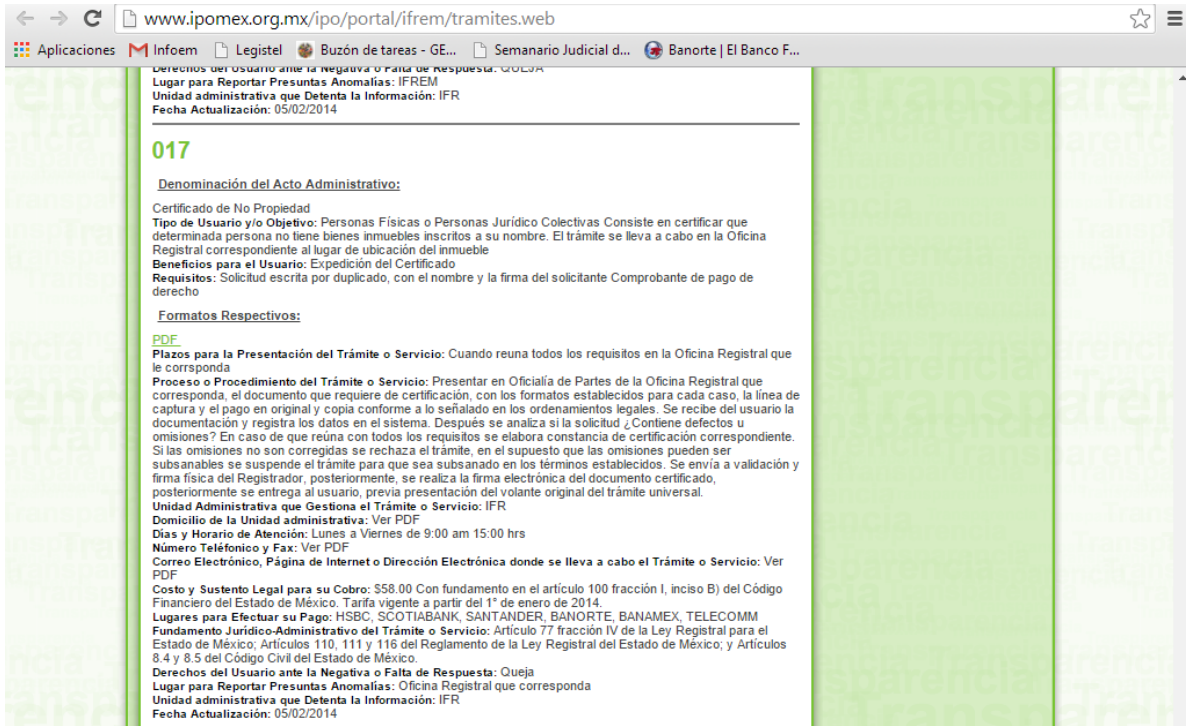 www.ipomex.org.mx/ipo/portal/ifrem/tramites.web
Aplicaciones Infoem Legistel Buzón de tareas - GE... Semanario Judicial d... Banorte | El Banco F...
Derechos del Usuario ante la Negativa o Falta de Respuesta: QUEJA
Lugar para Reportar Presuntas Anomalías: IFREM
Unidad administrativa que Detenta la Información: IFR
Fecha Actualización: 05/02/2014
017
Denominación del Acto Administrativo:
Certificado de No Propiedad
Tipo de Usuario y/o Objetivo: Personas Físicas o Personas Jurídico Colectivas Consiste en certificar que
determinada persona no tiene bienes inmuebles inscritos a su nombre. El trámite se lleva a cabo en la Oficina
Registral correspondiente al lugar de ubicación del inmueble
Beneficios para el Usuario: Expedición del Certificado
Requisitos: Solicitud escrita por duplicado, con el nombre y la firma del solicitante Comprobante de pago de
derecho
Formatos Respectivos:
PDF
Plazos para la Presentación del Trámite o Servicio: Cuando reuna todos los requisitos en la Oficina Registral que
le corrsponda
Proceso o Procedimiento del Trámite o Servicio: Presentar en Oficialía de Partes de la Oficina Registral que
corresponda, el documento que requiere de certificación, con los formatos establecidos para cada caso, la línea de
captura y el pago en original y copia conforme a lo señalado en los ordenamientos legales. Se recibe del usuario la
documentación y registra los datos en el sistema. Después se analiza si la solicitud ¿Contiene defectos u
omisiones? En caso de que reúna con todos los requisitos se elabora constancia de certificación correspondiente.
Si las omisiones no son corregidas se rechaza el trámite, en el supuesto que las omisiones pueden ser
subsanables se suspende el trámite para que sea subsanado en los términos establecidos. Se envía a validación y
firma física del Registrador, posteriormente, se realiza la firma electrónica del documento certificado,
posteriormente se entrega al usuario, previa presentación del volante original del trámite universal.
Unidad Administrativa que Gestiona el Trámite o Servicio: IFR
Domicilio de la Unidad administrativa: Ver PDF
Días y Horario de Atención: Lunes a Viernes de 9:00 am 15:00 hrs
Número Teléfonico y Fax: Ver PDF
Correo Electrónico, Página de Internet o Dirección Electrónica donde se lleva a cabo el Trámite o Servicio: Ver
PDF
Costo y Sustento Legal para su Cobro: $58.00 Con fundamento en el artículo 100 fracción I, inciso B) del Código
Financiero del Estado de México. Tarifa vigente a partir del 1° de enero de 2014.
Lugares para Efectuar su Pago: HSBC, SCOTIABANK, SANTANDER, BANORTE, BANAMEX, TELECOMM
Fundamento Jurídico-Administrativo del Trámite o Servicio: Artículo 77 fracción IV de la Ley Registral para el
Estado de México; Artículos 110, 111 y 116 del Reglamento de la Ley Registral del Estado de México; y Artículos
8.4 y 8.5 del Código Civil del Estado de México.
Derechos del Usuario ante la Negativa o Falta de Respuesta: Queja
Lugar para Reportar Presuntas Anomalías: Oficina Registral que corresponda
Unidad administrativa que Detenta la Información: IFR
Fecha Actualización: 05/02/2014